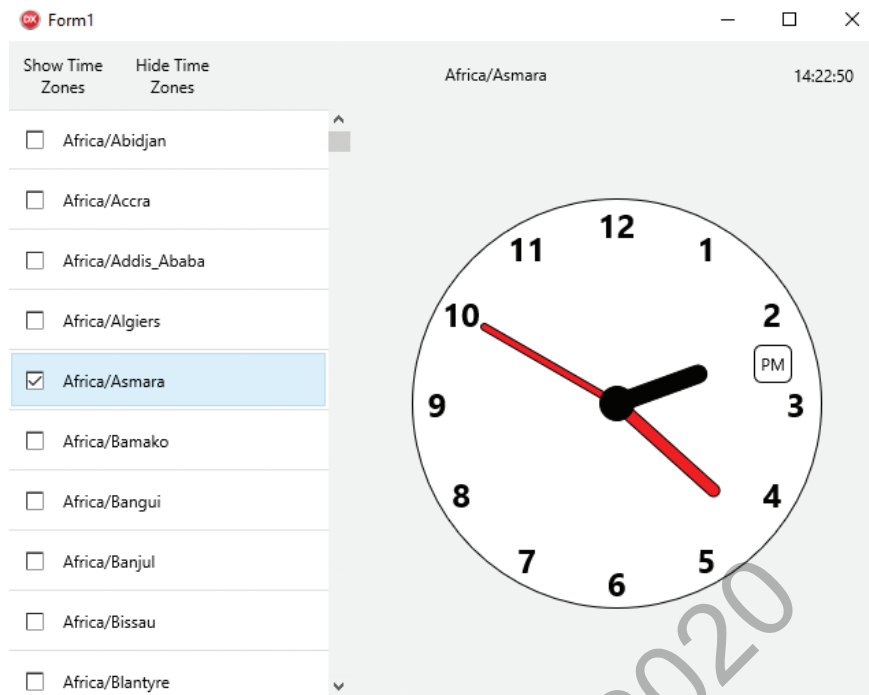 Form1
Show Time
Zones
Hide Time
Zones
Africa/Asmara
14:22:50
Africa/Abidjan
Africa/Accra
Africa/Addis_Ababa
Africa/Algiers
Africa/Asmara
Africa/Bamako
Africa/Bangui
Africa/Banjul
Africa/Bissau
Africa/Blantyre
12
11
1
10
2
PM
9
3
8
4
7
5
6
2020